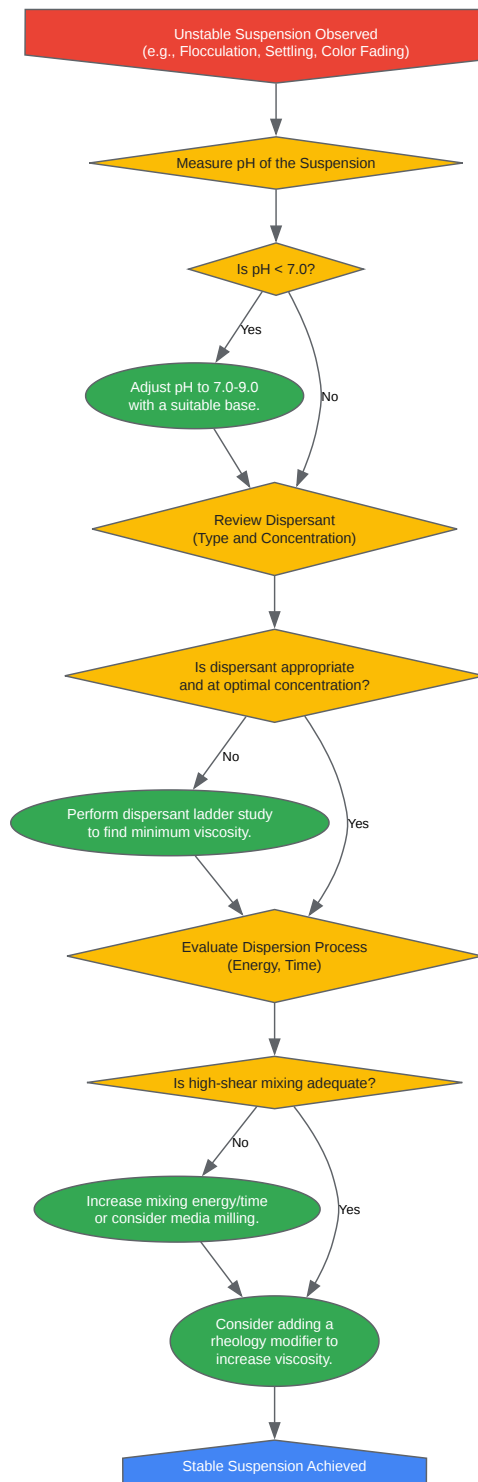 Unstable Suspension Observed
(e.g., Flocculation, Settling, Color Fading)
Measure pH of the Suspension
Is pH < 7.0?
Yes
Adjust pH to 7.0-9.0
with a suitable base.
No
Review Dispersant
(Type and Concentration)
Is dispersant appropriate
and at optimal concentration?
No
Perform dispersant ladder study
to find minimum viscosity.
Yes
Evaluate Dispersion Process
(Energy, Time)
Is high-shear mixing adequate?
No
Increase mixing energy/time
or consider media milling.
Yes
Consider adding a
rheology modifier to
increase viscosity.
Stable Suspension Achieved